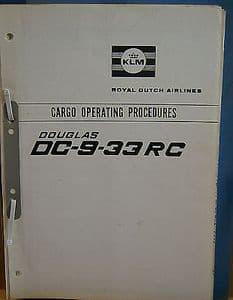 KLM
ROYAL DUTCH AIRLINES
CARGO OPERATING PROCEDURES
DOUGLAS
DC-9-33RC